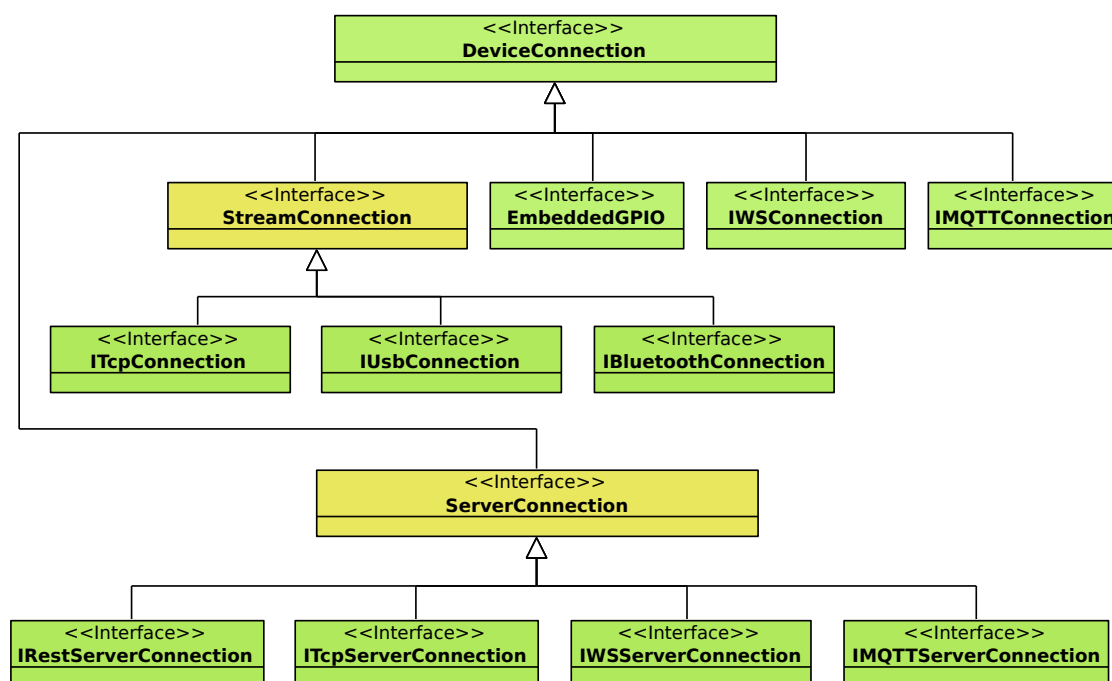 <<Interface>>
DeviceConnection
<<Interface>>
StreamConnection
<<Interface>>
EmbeddedGPIO
<<Interface>>
IWSConnection
<<Interface>>
IMQTTConnection
<<Interface>>
ITcpConnection
<<Interface>>
IUsbConnection
<<Interface>>
IBluetoothConnection
<<Interface>>
ServerConnection
<<Interface>>
IRestServerConnection
<<Interface>>
ITcpServerConnection
<<Interface>>
IWSServerConnection
<<Interface>>
IMQTTServerConnection